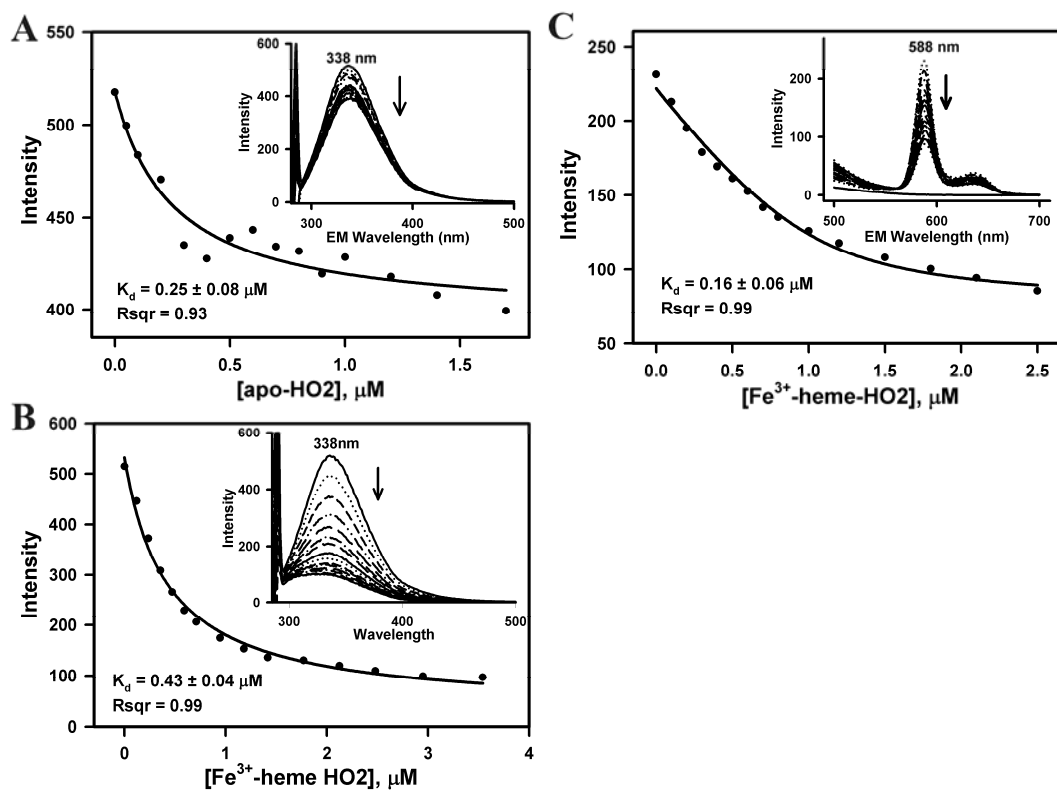 A
550
500
450
400
Intensity
0.0 0.5 1.0 1.5
[apo-HO2], μM
K_d = 0.25 ± 0.08 μM
Rsqr = 0.93
600
500
400
300
200
100
0
Intensity
338 nm
300 400 500
EM Wavelength (nm)
C
250
200
150
100
50
Intensity
0.0 0.5 1.0 1.5 2.0 2.5
[Fe³⁺-heme-HO2], μM
K_d = 0.16 ± 0.06 μM
Rsqr = 0.99
200
100
0
Intensity
588 nm
500 600 700
EM Wavelength (nm)
B
600
500
400
300
200
100
0
Intensity
0 1 2 3 4
[Fe³⁺-heme HO2], μM
K_d = 0.43 ± 0.04 μM
Rsqr = 0.99
600
500
400
300
200
100
0
Intensity
338nm
300 400 500
Wavelength